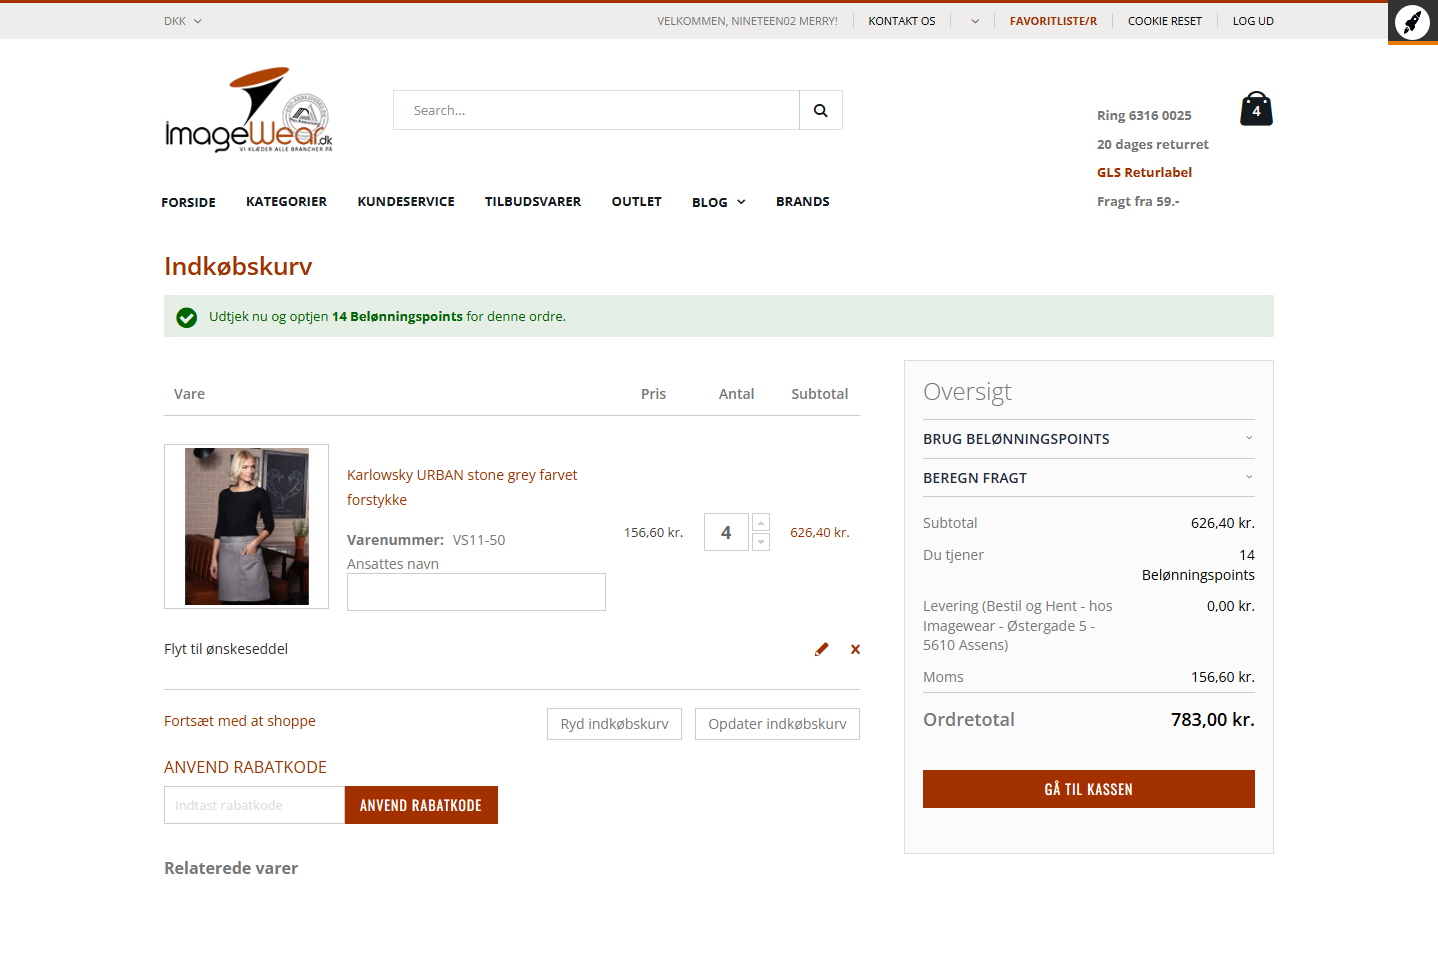 DKK
VELKOMMEN, NINETEEN02 MERRY!
KONTAKT OS
FAVORITLISTE/R
COOKIE RESET
LOG UD
ImageWear.dk
VI KLÆDER ALLE BRANCHER PÅ
Search...
Ring 6316 0025
20 dages returret
GLS Returlabel
Fragt fra 59.-
4
FORSIDE
KATEGORIER
KUNDESERVICE
TILBUDSVARER
OUTLET
BLOG
BRANDS
Indkøbskurv
Udtjek nu og optjen 14 Belønningspoints for denne ordre.
Vare
Pris
Antal
Subtotal
Karlowsky URBAN stone grey farvet
forstykke
Varenummer: VS11-50
Ansattes navn
156,60 kr.
4
626,40 kr.
Flyt til ønskeseddel
Fortsæt med at shoppe
Ryd indkøbskurv
Opdater indkøbskurv
ANVEND RABATKODE
Indtast rabatkode
ANVEND RABATKODE
Relaterede varer
Oversigt
BRUG BELØNNINGSPOINTS
BEREGN FRAGT
Subtotal
626,40 kr.
Du tjener
14
Belønningspoints
Levering (Bestil og Hent - hos
Imagewear - Østergade 5 -
5610 Assens)
0,00 kr.
Moms
156,60 kr.
Ordretotal
783,00 kr.
GÅ TIL KASSEN